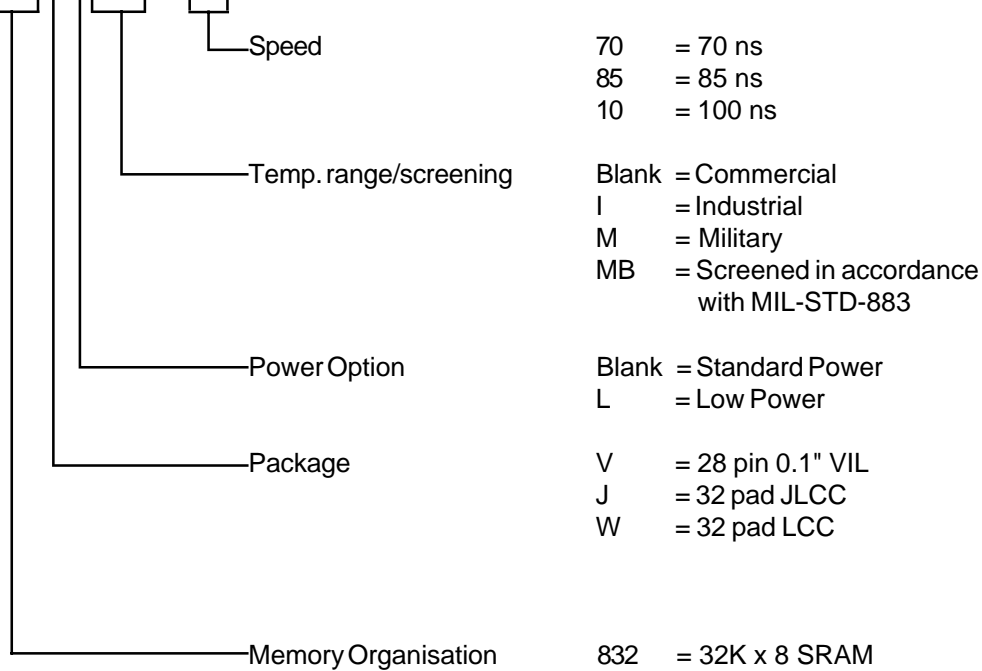 Speed 70 = 70 ns
85 = 85 ns
10 = 100 ns
Temp. range/screening Blank = Commercial
I = Industrial
M = Military
MB = Screened in accordance
with MIL-STD-883
Power Option Blank = Standard Power
L = Low Power
Package V = 28 pin 0.1" VIL
J = 32 pad JLCC
W = 32 pad LCC
Memory Organisation 832 = 32K x 8 SRAM